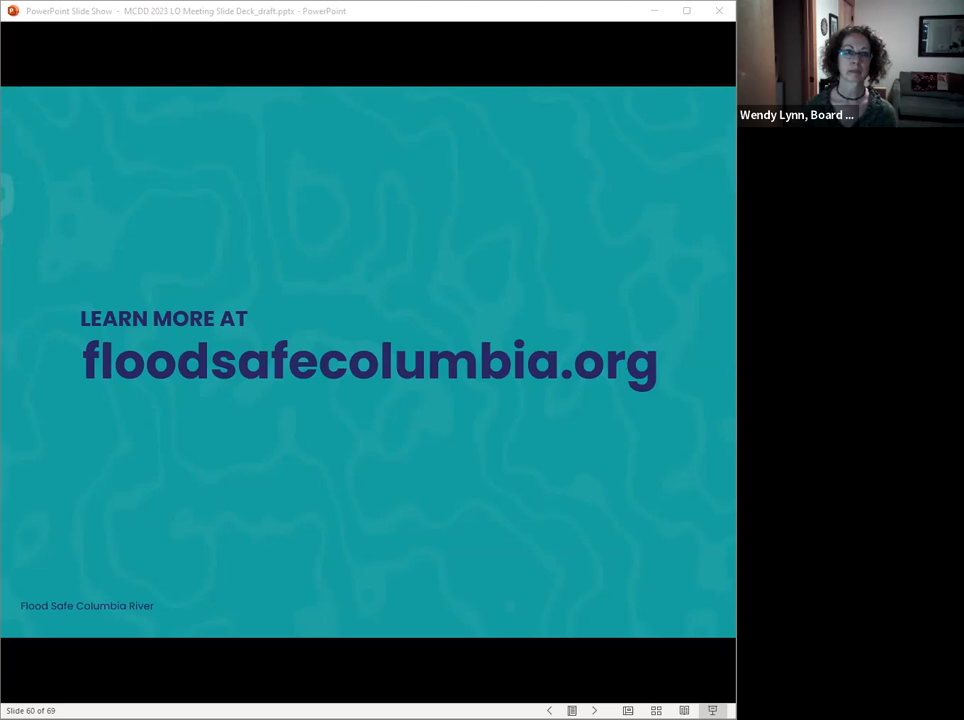 PowerPoint Slide Show - MCDD 2023 LO Meeting Slide Deck_draft.pptx - PowerPoint
Wendy Lynn, Board ...
LEARN MORE AT
floodsafecolumbia.org
Flood Safe Columbia River
Slide 60 of 69